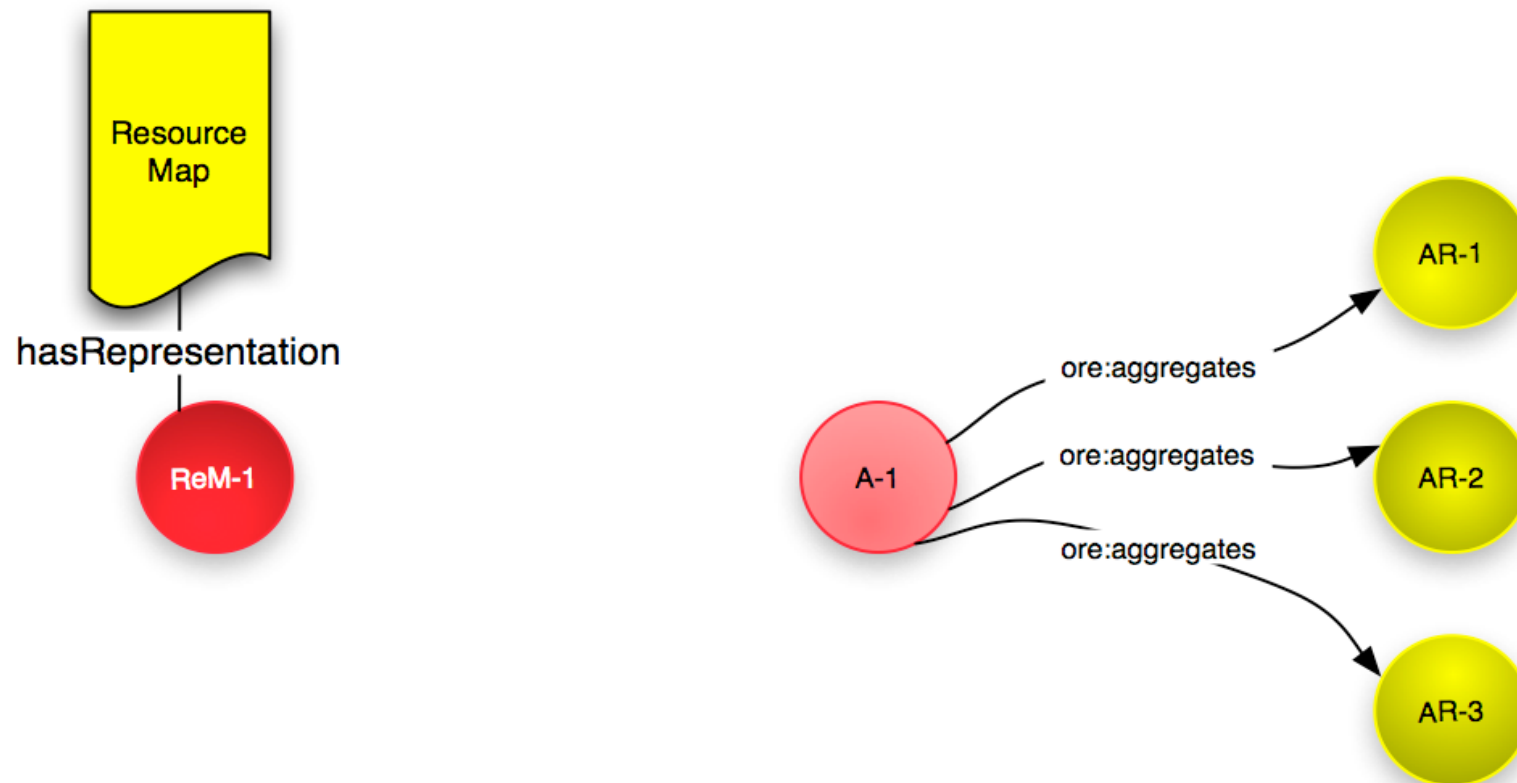 Resource
Map
hasRepresentation
ReM-1
A-1
ore:aggregates
ore:aggregates
ore:aggregates
AR-1
AR-2
AR-3